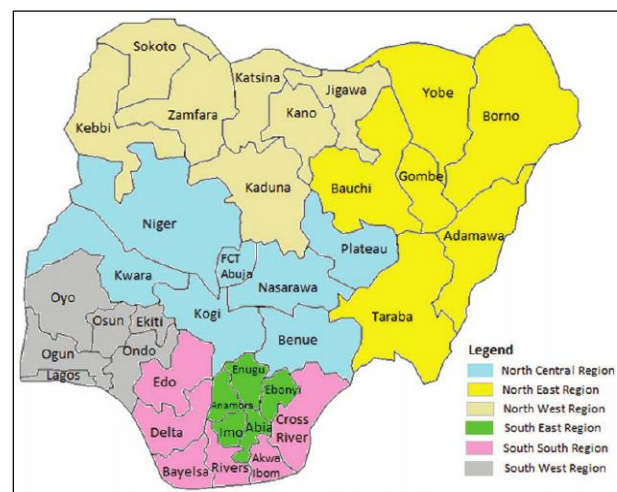 Sokoto
Katsina
Jigawa
Yobe
Borno
Zamfara
Kano
Kebbi
Gombe
Kaduna
Bauchi
Niger
Adamawa
FCT
Abuja
Plateau
Kwara
Nasarawa
Oyo
Kogi
Taraba
Osun
Ekiti
Benue
Ogun
Ondo
Lagos
Edo
Enugu
Ebonyi
Anambra
Cross
River
Delta
Imo
Abia
Akwa
Ibom
Bayelsa
Rivers
Legend
North Central Region
North East Region
North West Region
South East Region
South South Region
South West Region